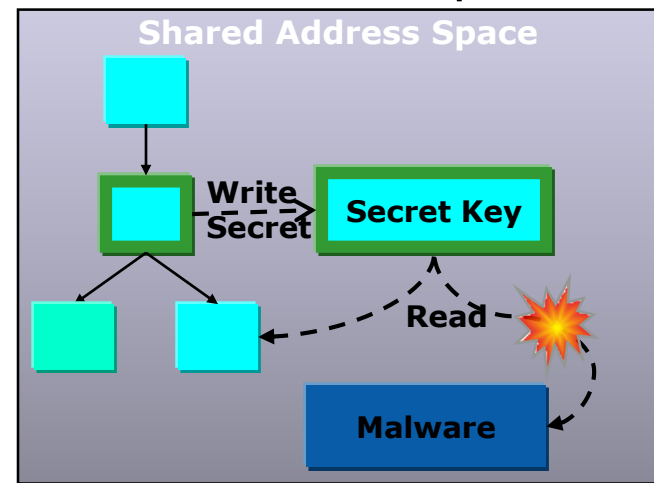 Shared Address Space
Write
Secret
Secret Key
Read
Malware